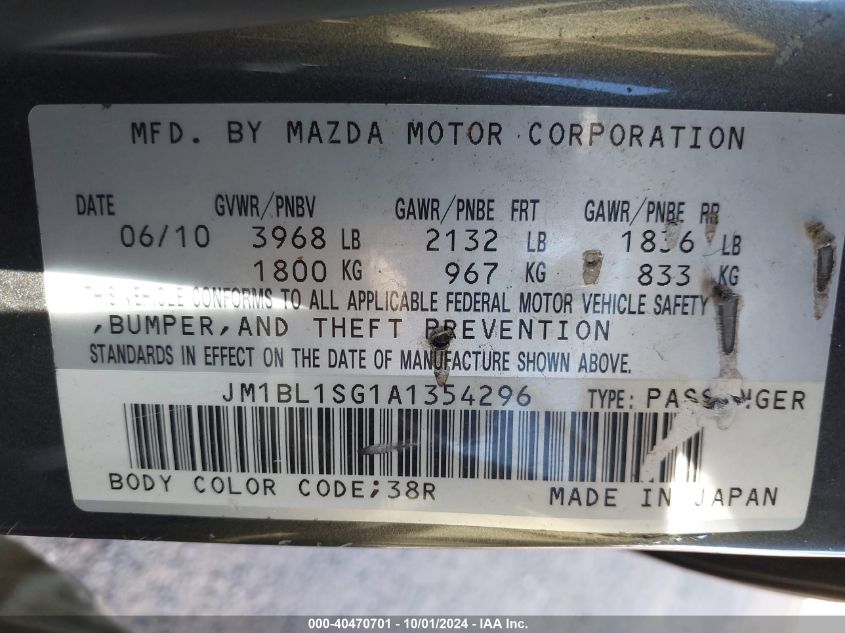 MFD. BY MAZDA MOTOR CORPORATION
DATE GVWR/PNBV GAWR/PNBE FRT GAWR/PNBE RR
06/10 3968 LB 2132 LB 1836 LB
1800 KG 967 KG 833 KG
THIS VEHICLE CONFORMS TO ALL APPLICABLE FEDERAL MOTOR VEHICLE SAFETY
,BUMPER,AND THEFT PREVENTION
STANDARDS IN EFFECT ON THE DATE OF MANUFACTURE SHOWN ABOVE.
JM1BL1SG1A1354296 TYPE: PASSENGER
BODY COLOR CODE;38R MADE IN JAPAN
000-40470701 - 10/01/2024 - IAA Inc.